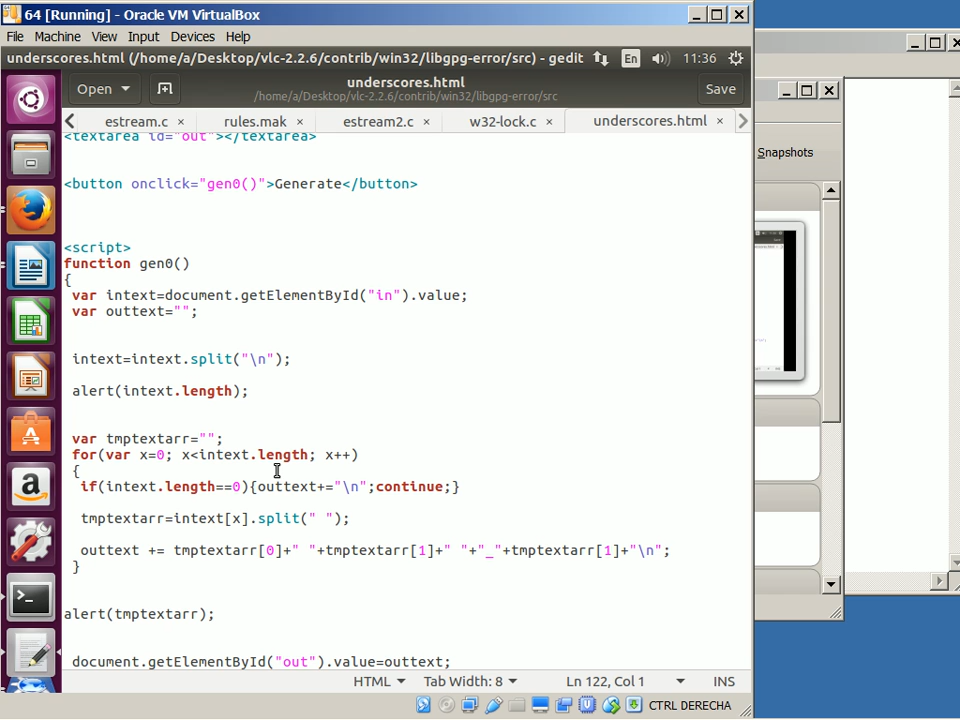 64 [Running] - Oracle VM VirtualBox
File Machine View Input Devices Help
underscores.html (/home/a/Desktop/vlc-2.2.6/contrib/win32/libgpg-error/src) - gedit En 11:36
Open underscores.html Save
/home/a/Desktop/vlc-2.2.6/contrib/win32/libgpg-error/src
estream.c × rules.mak × estream2.c × w32-lock.c × underscores.html ×
<textarea id="out"></textarea>
<button onclick="gen0()">Generate</button>
<script>
function gen0()
{
var intext=document.getElementById("in").value;
var outtext="";
intext=intext.split("\n");
alert(intext.length);
var tmptextarr="";
for(var x=0; x<intext.length; x++)
{
if(intext.length==0){outtext+="\n";continue;}
tmptextarr=intext[x].split(" ");
outtext += tmptextarr[0]+" "+tmptextarr[1]+" "+"_"+tmptextarr[1]+"\n";
}
alert(tmptextarr);
document.getElementById("out").value=outtext;
HTML Tab Width: 8 Ln 122, Col 1 INS
CTRL DERECHA
Snapshots